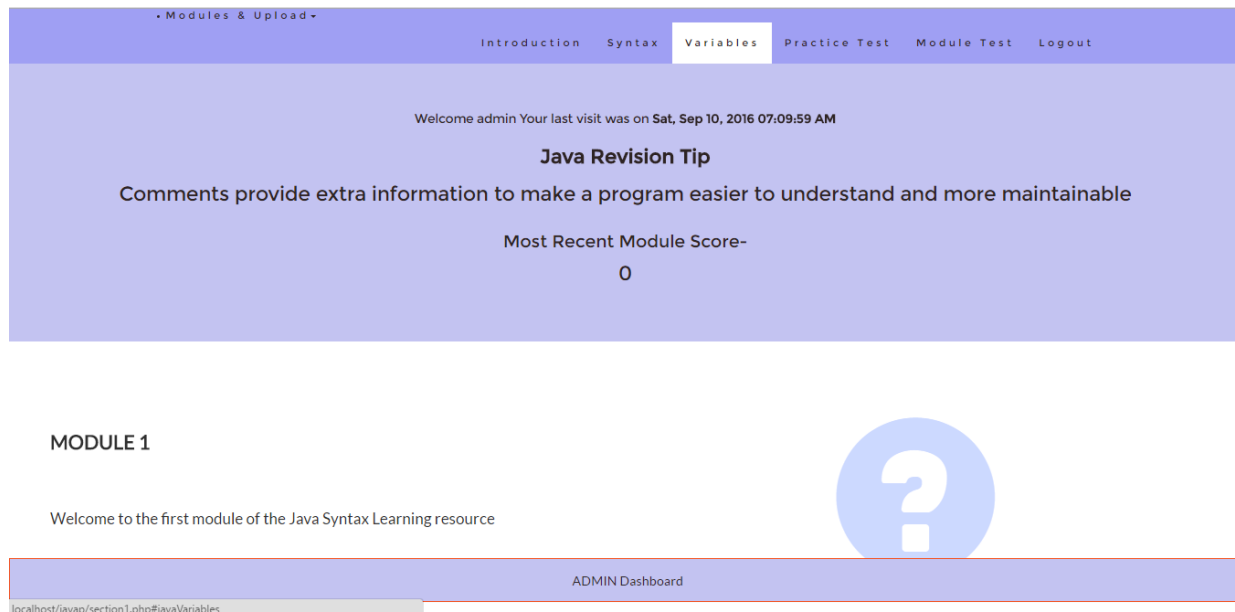 Modules & Upload
Introduction Syntax Variables Practice Test Module Test Logout
Welcome admin Your last visit was on Sat, Sep 10, 2016 07:09:59 AM
Java Revision Tip
Comments provide extra information to make a program easier to understand and more maintainable
Most Recent Module Score-
0
MODULE 1
Welcome to the first module of the Java Syntax Learning resource
ADMIN Dashboard
localhost/javap/section1.php#javaVariables